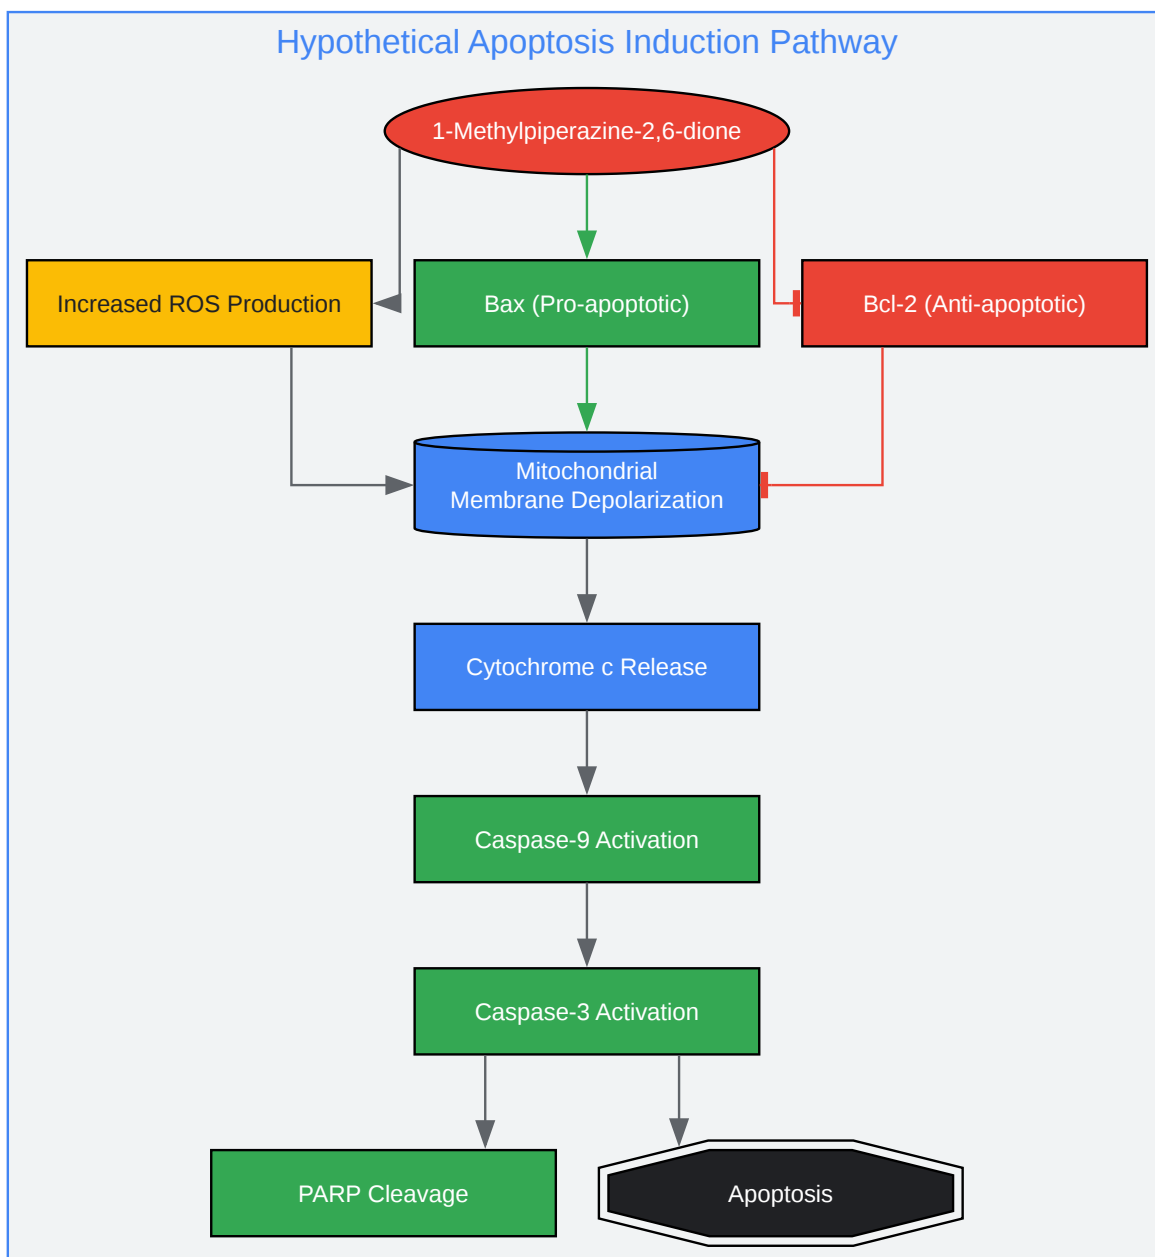 Hypothetical Apoptosis Induction Pathway
1-Methylpiperazine-2,6-dione
Increased ROS Production
Bax (Pro-apoptotic)
Bcl-2 (Anti-apoptotic)
Mitochondrial
Membrane Depolarization
Cytochrome c Release
Caspase-9 Activation
Caspase-3 Activation
PARP Cleavage
Apoptosis